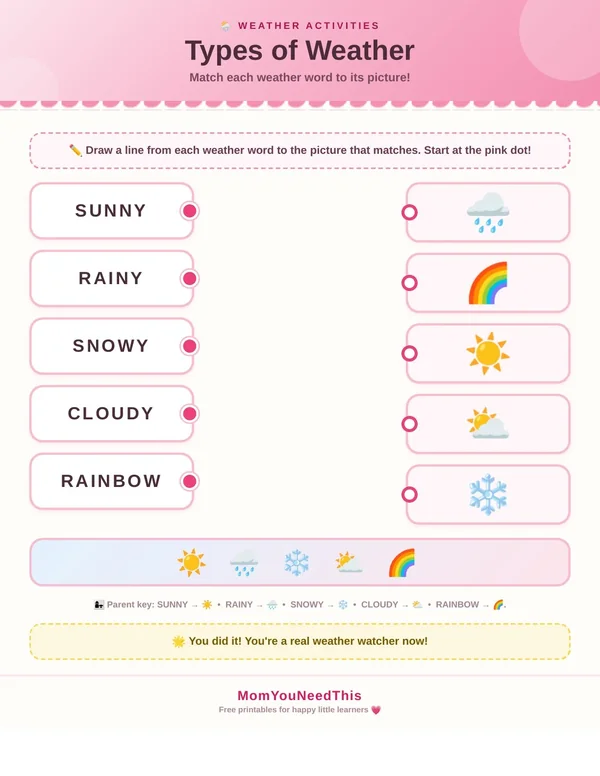 🌦️ WEATHER ACTIVITIES
Types of Weather
Match each weather word to its picture!
✏️ Draw a line from each weather word to the picture that matches. Start at the pink dot!
SUNNY
RAINY
SNOWY
CLOUDY
RAINBOW
Parent key: SUNNY → ☀️ • RAINY → 🌧️ • SNOWY → ❄️ • CLOUDY → ⛅ • RAINBOW → 🌈.
🌟 You did it! You're a real weather watcher now!
MomYouNeedThis
Free printables for happy little learners 💗